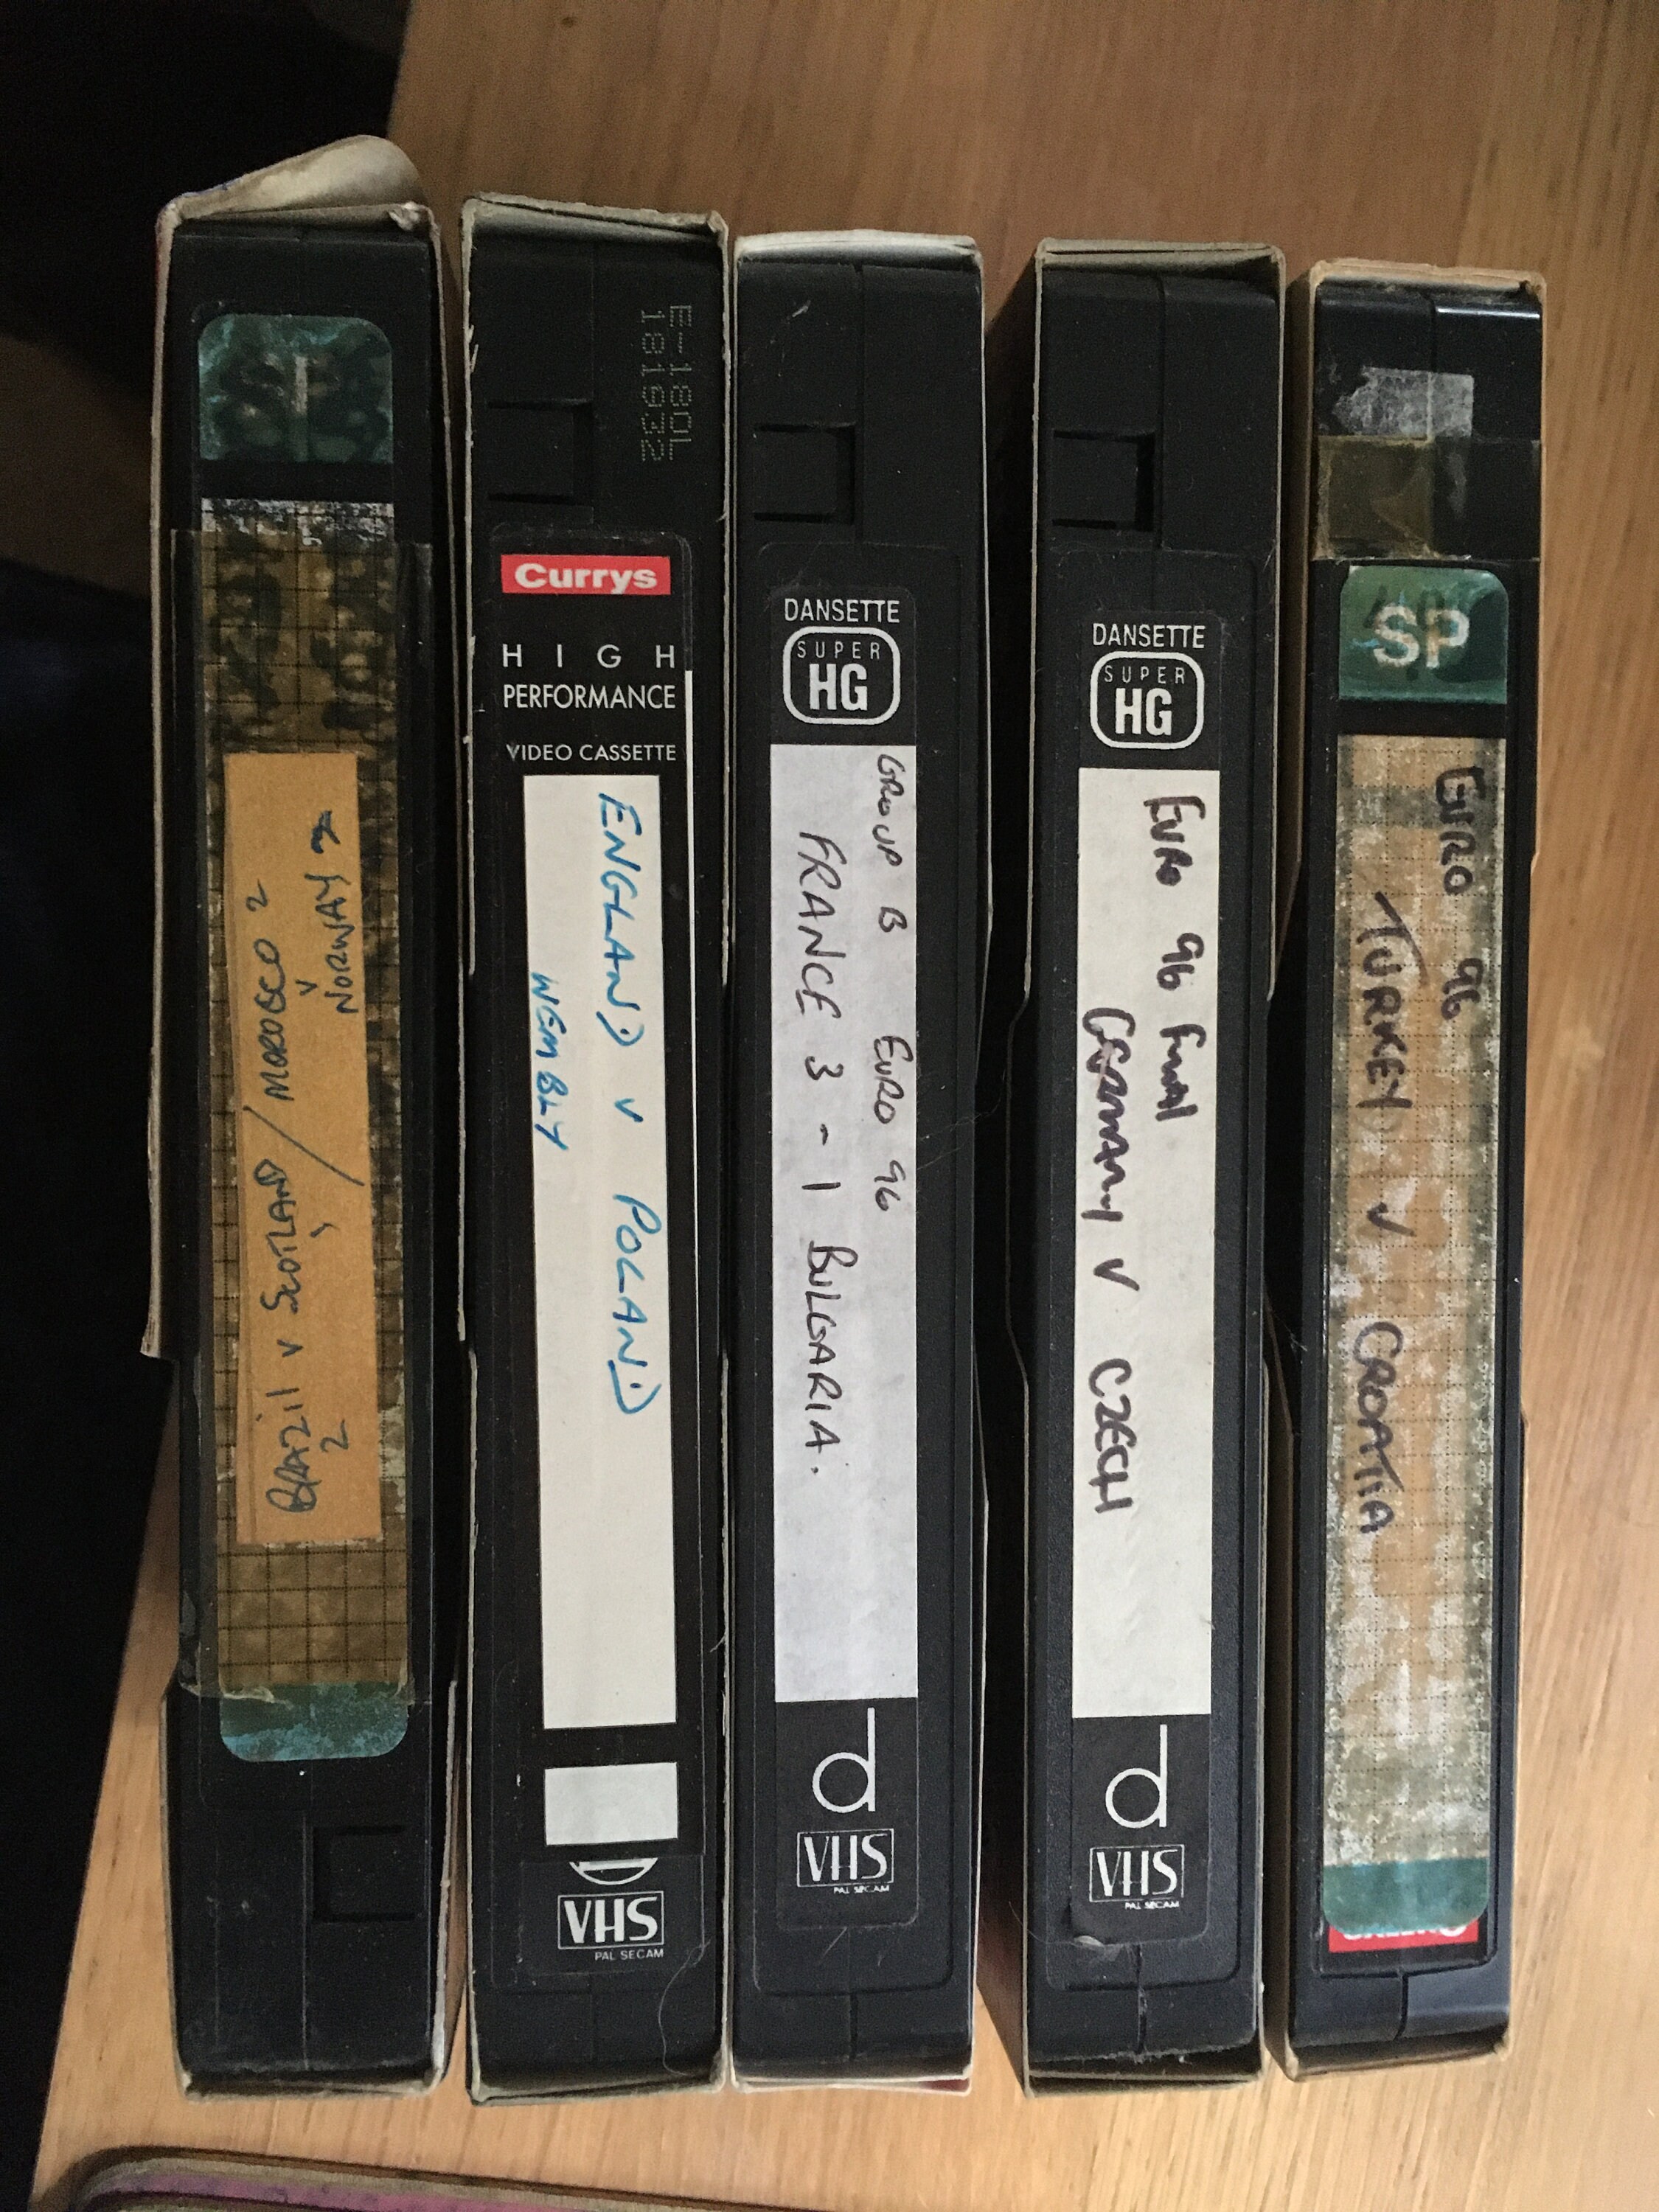 BRAZIL v SCOTLAND / MOROCCO 2
2
v
NORWAY 2
E-180L
181932
Currys
HIGH
PERFORMANCE
VIDEO CASSETTE
ENGLAND v POLAND
WEMBLY
VHS
PAL SECAM
DANSETTE
SUPER
HG
GROUP B EURO 96
FRANCE 3 - 1 BULGARIA.
d
VHS
PAL SECAM
DANSETTE
SUPER
HG
EURO 96 FINAL
GERMANY V CZECH
d
VHS
PAL SECAM
SP
EURO 96
TURKEY V CROATIA